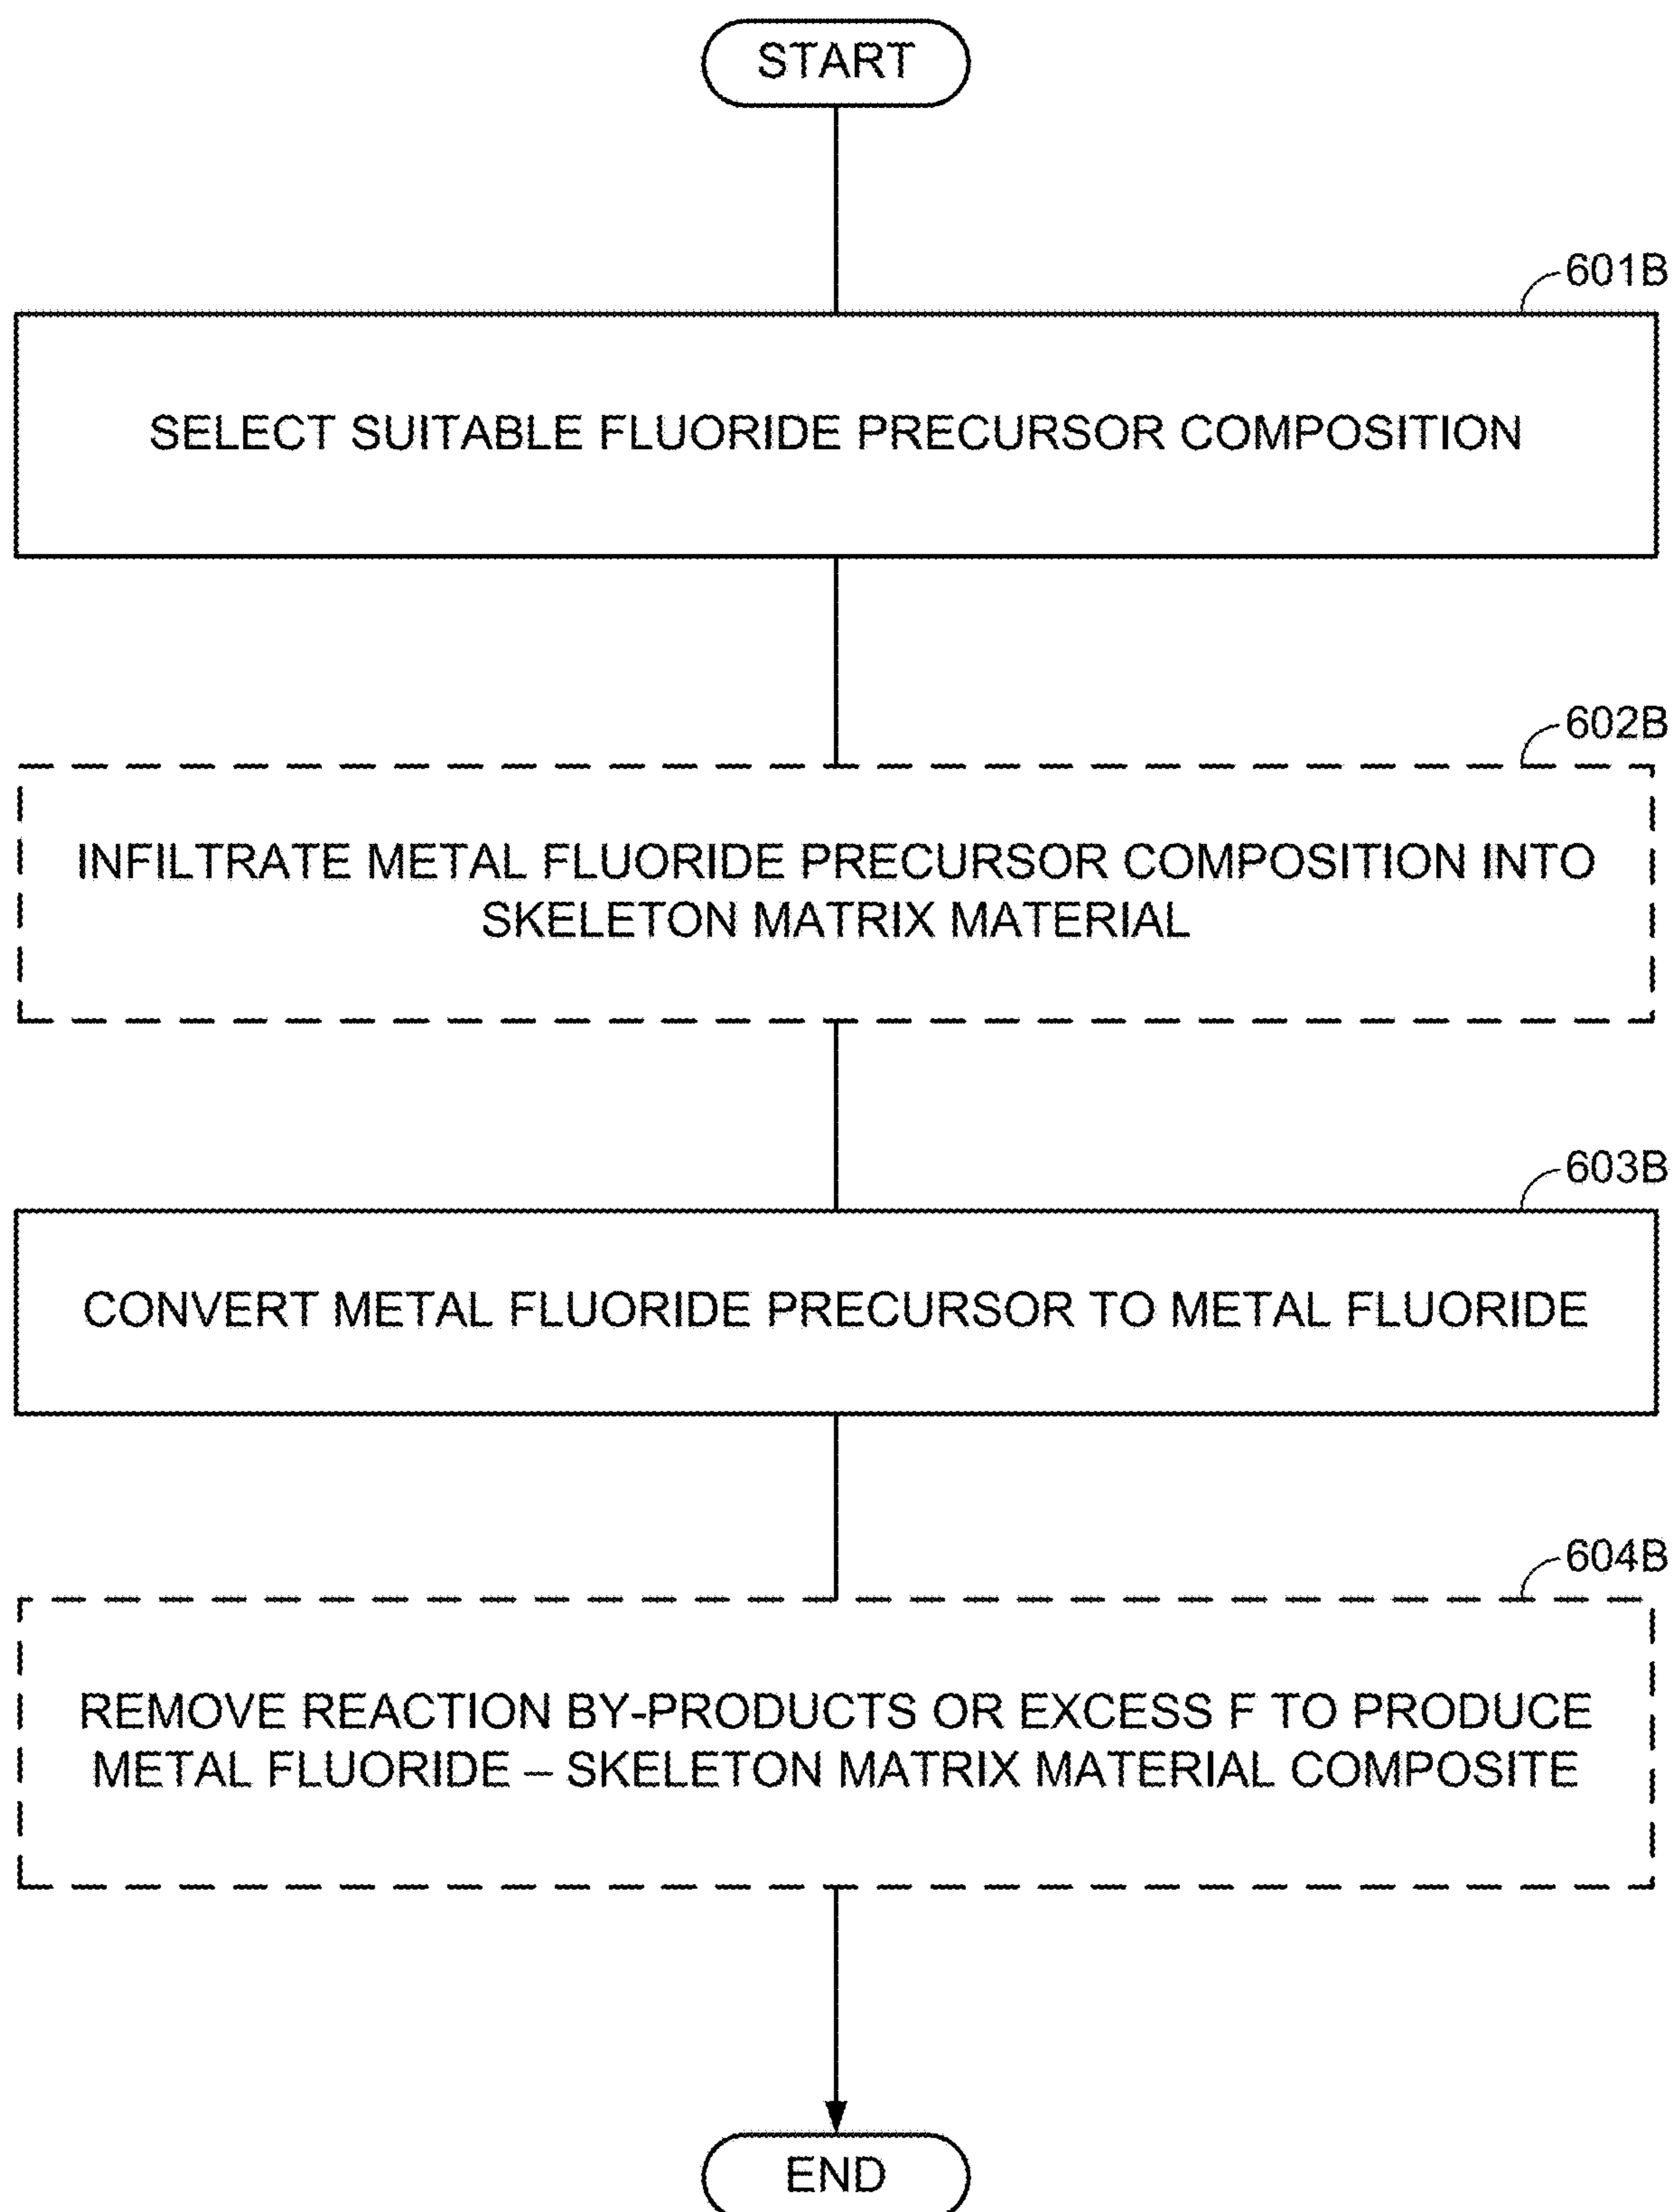 START
601B
SELECT SUITABLE FLUORIDE PRECURSOR COMPOSITION
602B
INFILTRATE METAL FLUORIDE PRECURSOR COMPOSITION INTO
SKELETON MATRIX MATERIAL
603B
CONVERT METAL FLUORIDE PRECURSOR TO METAL FLUORIDE
604B
REMOVE REACTION BY-PRODUCTS OR EXCESS F TO PRODUCE
METAL FLUORIDE – SKELETON MATRIX MATERIAL COMPOSITE
END